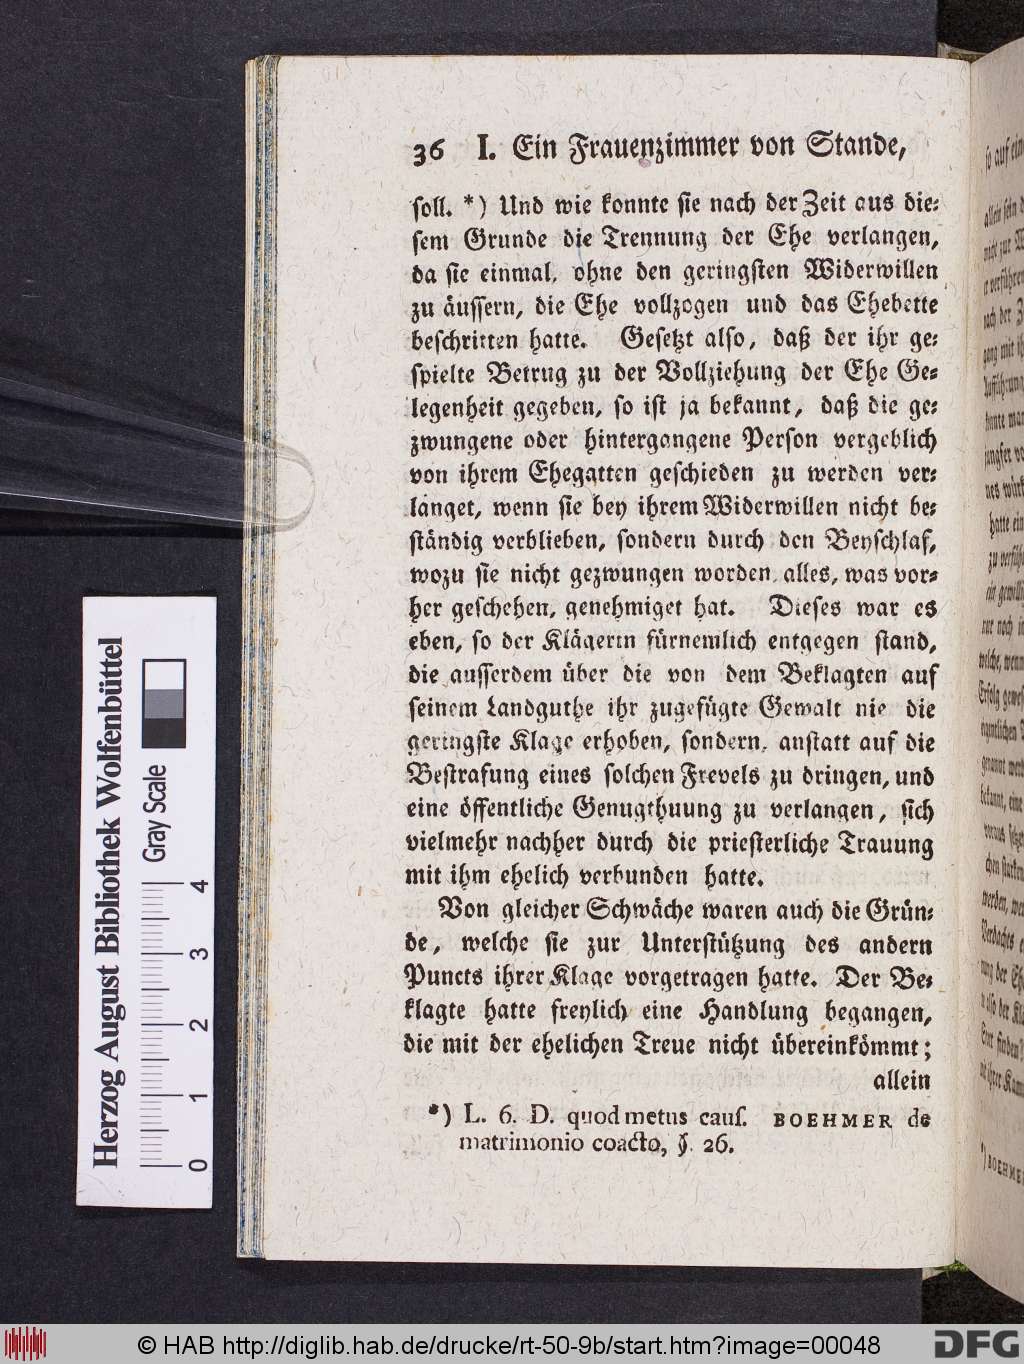 36 I. Ein Frauenzimmer von Stande,
soll. *) Und wie konnte sie nach der Zeit aus die-
sem Grunde die Trennung der Ehe verlangen,
da sie einmal, ohne den geringsten Widerwillen
zu äussern, die Ehe vollzogen und das Ehebette
beschritten hatte. Gesetzt also, daß der ihr ge-
spielte Betrug zu der Vollziehung der Ehe Ge-
legenheit gegeben, so ist ja bekannt, daß die ge-
zwungene oder hintergangene Person vergeblich
von ihrem Ehegatten geschieden zu werden ver-
langet, wenn sie bey ihrem Widerwillen nicht be-
ständig verblieben, sondern durch den Beyschlaf,
wozu sie nicht gezwungen worden, alles, was vor-
her geschehen, genehmiget hat. Dieses war es
eben, so der Klägerin fürnemlich entgegen stand,
die ausserdem über die von dem Beklagten auf
seinem Landguthe ihr zugefügte Gewalt nie die
geringste Klage erhoben, sondern, anstatt auf die
Bestrafung eines solchen Frevels zu dringen, und
eine öffentliche Genugthuung zu verlangen, sich
vielmehr nachher durch die priesterliche Trauung
mit ihm ehelich verbunden hatte.
Von gleicher Schwäche waren auch die Grün-
de, welche sie zur Unterstützung des andern
Puncts ihrer Klage vorgetragen hatte. Der Be-
klagte hatte freylich eine Handlung begangen,
die mit der ehelichen Treue nicht übereinkömmt;
allein
*) L. 6. D. quod metus caus. BOEHMER de
matrimonio coacto, §. 26.
Herzog August Bibliothek Wolfenbüttel
Gray Scale
0 1 2 3 4
© HAB http://diglib.hab.de/drucke/rt-50-9b/start.htm?image=00048
DFG